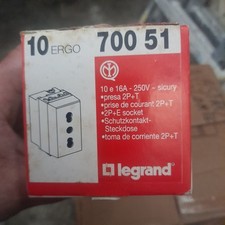 10 ERGO 700 51
10 e 16A - 250V - sicury
•presa 2P+T
•prise de courant 2P+T
•2P+E socket
•Schutzkontakt-
Steckdose
•toma de corriente 2P+T
legrand